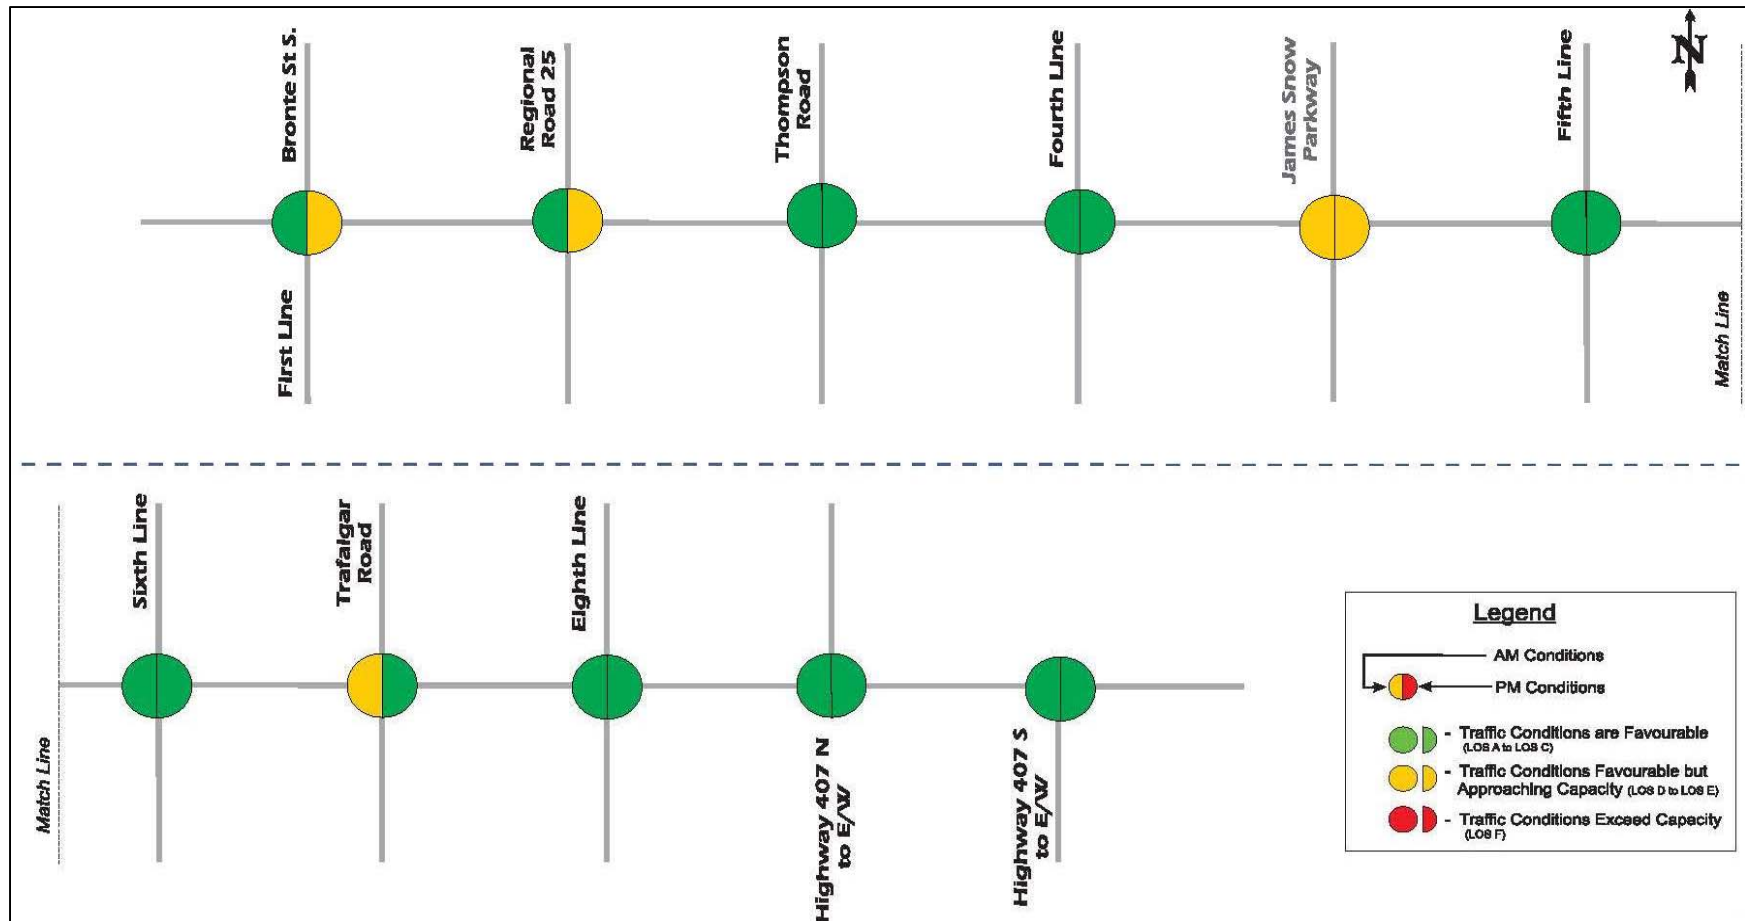 N
Bronte St S.
Regional
Road 25
Thompson
Road
Fourth Line
James Snow
Parkway
Fifth Line
First Line
Match Line
Sixth Line
Trafalgar
Road
Eighth Line
Match Line
Highway 407 N
to E/W
Highway 407 S
to E/W
Legend
AM Conditions
PM Conditions
- Traffic Conditions are Favourable
(LOS A to LOS C)
- Traffic Conditions Favourable but
Approaching Capacity (LOS D to LOS E)
- Traffic Conditions Exceed Capacity
(LOS F)